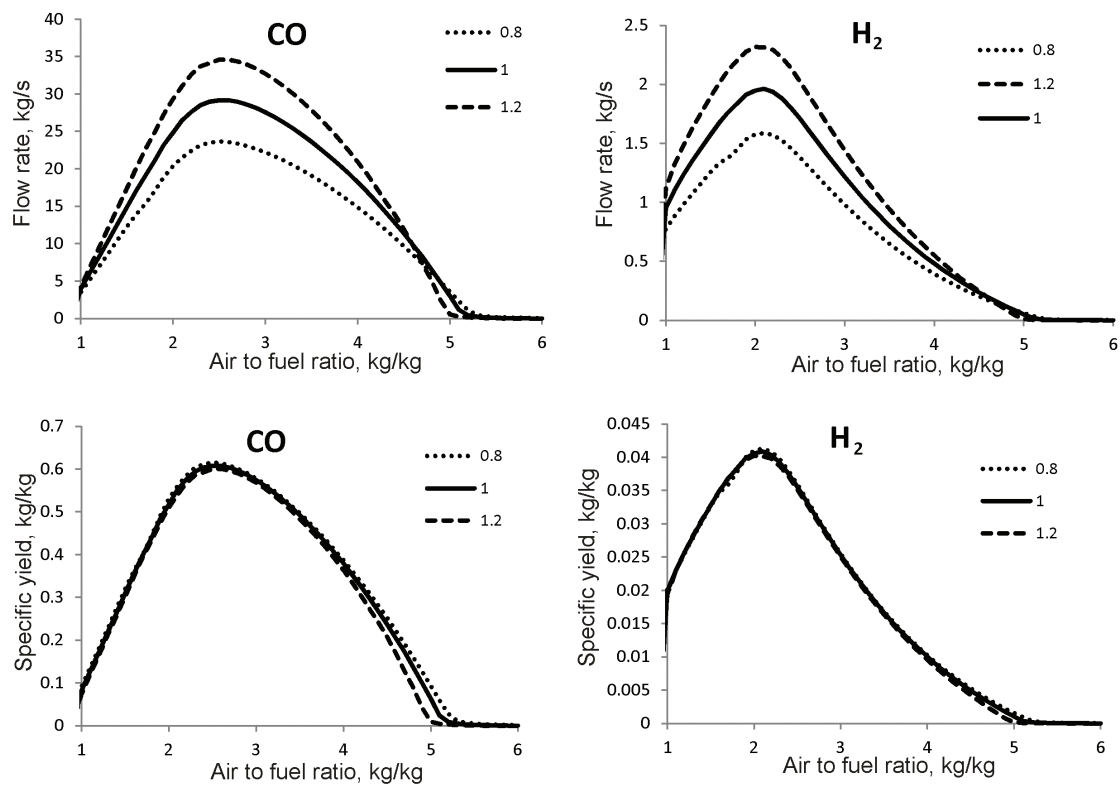 CO
Flow rate, kg/s
40
35
30
25
20
15
10
5
0
0.8
1
1.2
1 2 3 4 5 6
Air to fuel ratio, kg/kg
H2
Flow rate, kg/s
2.5
2
1.5
1
0.5
0
0.8
1.2
1
1 2 3 4 5 6
Air to fuel ratio, kg/kg
CO
Specific yield, kg/kg
0.7
0.6
0.5
0.4
0.3
0.2
0.1
0
0.8
1
1.2
1 2 3 4 5 6
Air to fuel ratio, kg/kg
H2
Specific yield, kg/kg
0.045
0.04
0.035
0.03
0.025
0.02
0.015
0.01
0.005
0
0.8
1
1.2
1 2 3 4 5 6
Air to fuel ratio, kg/kg